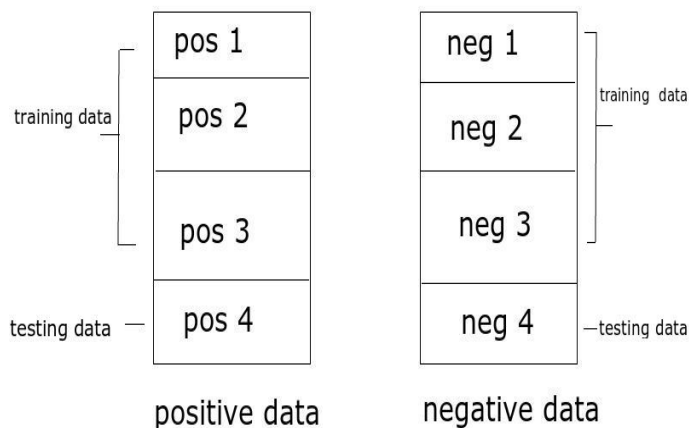 pos 1
pos 2
pos 3
pos 4
training data
testing data
positive data
neg 1
neg 2
neg 3
neg 4
training data
testing data
negative data